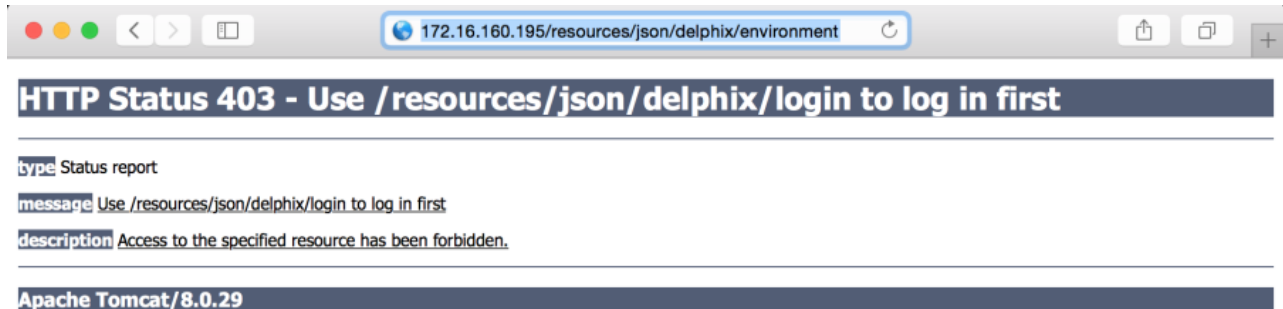 172.16.160.195/resources/json/delphix/environment
HTTP Status 403 - Use /resources/json/delphix/login to log in first
type Status report
message Use /resources/json/delphix/login to log in first
description Access to the specified resource has been forbidden.
Apache Tomcat/8.0.29